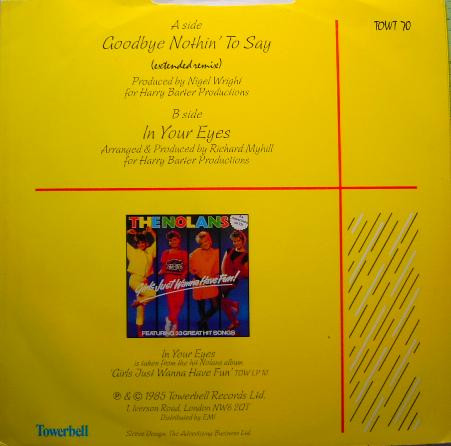 A side
TOWT 70
Goodbye Nothin' To Say
(extended remix)
Produced by Nigel Wright
for Harry Barter Productions
B side
In Your Eyes
Arranged & Produced by Richard Myhill
for Harry Barter Productions
THE NOLANS
Girls Just Wanna Have Fun!
FEATURING 33 GREAT HIT SONGS
In Your Eyes
is taken from the hit Nolans album
'Girls Just Wanna Have Fun' TOW LP 10
℗ & © 1985 Towerbell Records Ltd.
1, Iverson Road, London NW6 2QT
Distributed by EMI
Towerbell
Sleeve Design: The Advertising Business Ltd.